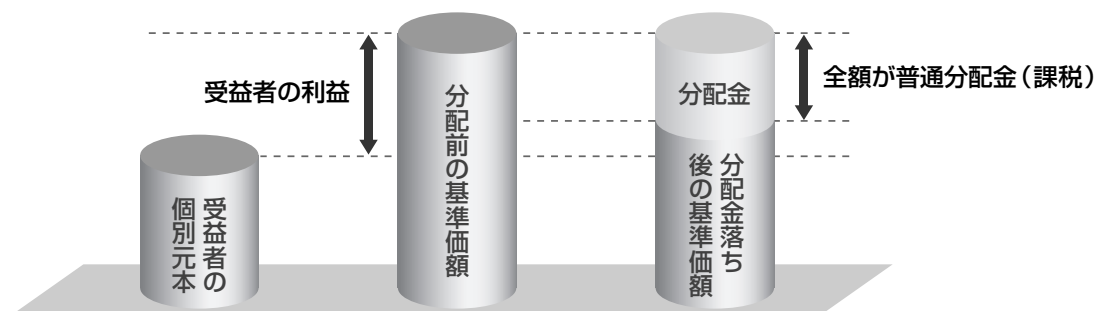 受益者の利益
全額が普通分配金（課税）
分配金
受益者の
個別元本
分配前の基準価額
分配金落ち
後の基準価額